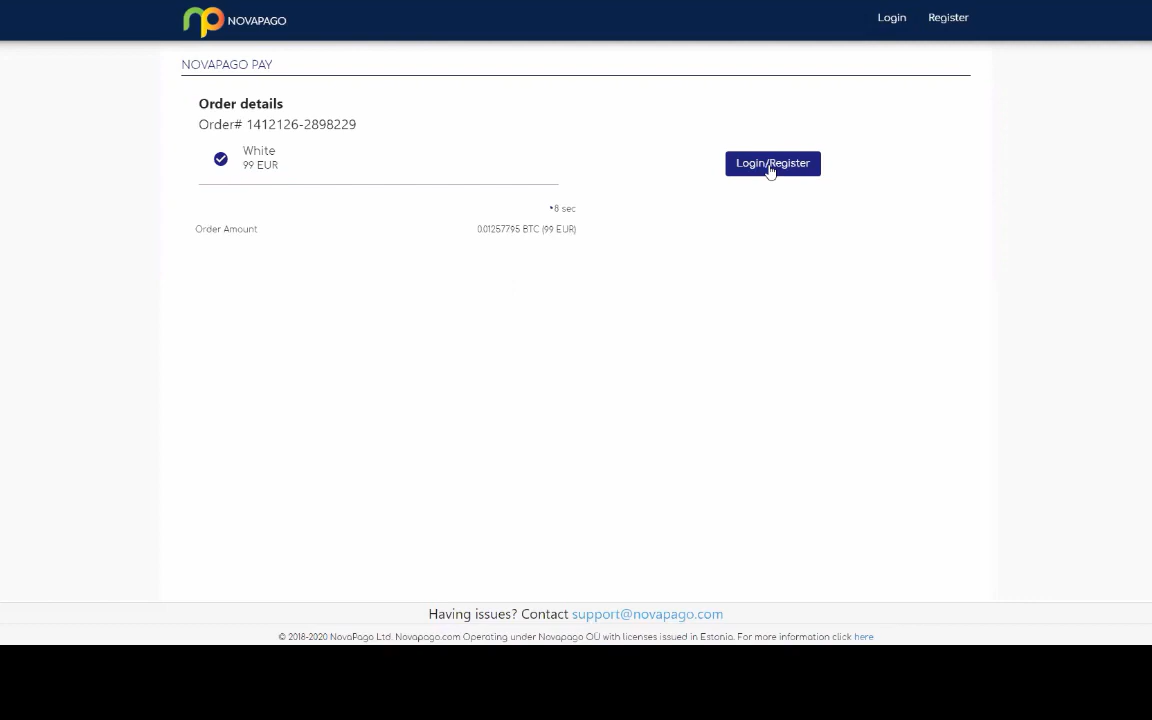 NOVAPAGO
Login
Register
NOVAPAGO PAY
Order details
Order# 1412126-2898229
White
99 EUR
Login/Register
8 sec
Order Amount
0.01257795 BTC (99 EUR)
Having issues? Contact support@novapago.com
© 2018-2020 NovaPago Ltd. Novapago.com Operating under Novapago OÜ with licenses issued in Estonia. For more information click here